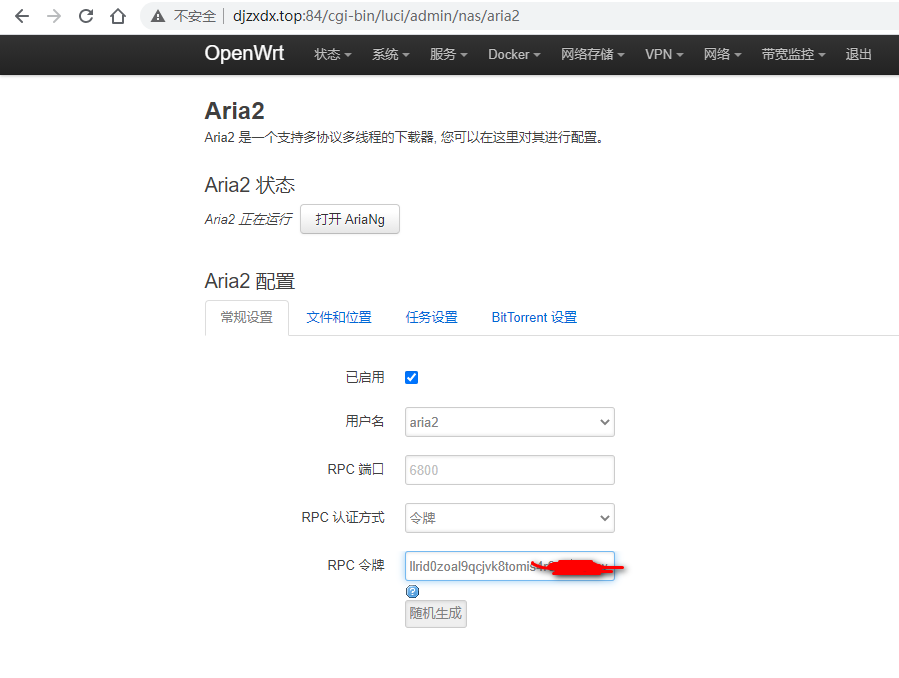 不安全 djzxdx.top:84/cgi-bin/luci/admin/nas/aria2
OpenWrt 状态 系统 服务 Docker 网络存储 VPN 网络 带宽监控 退出
Aria2
Aria2 是一个支持多协议多线程的下载器, 您可以在这里对其进行配置。
Aria2 状态
Aria2 正在运行 打开 AriaNg
Aria2 配置
常规设置 文件和位置 任务设置 BitTorrent 设置
已启用
用户名 aria2
RPC 端口 6800
RPC 认证方式 令牌
RPC 令牌
随机生成